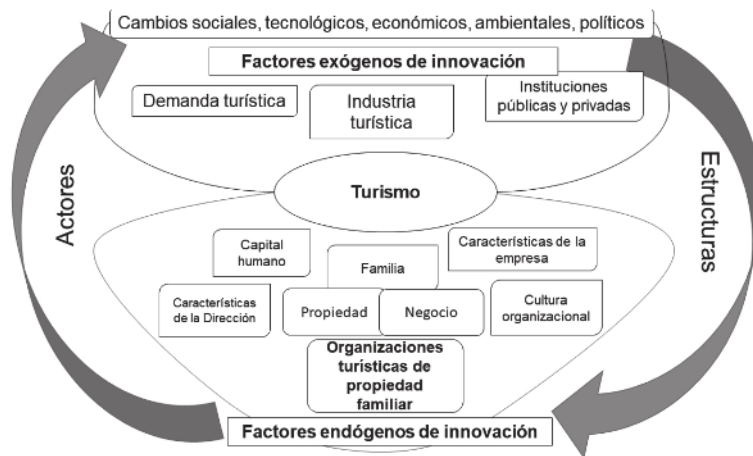 Cambios sociales, tecnológicos, económicos, ambientales, políticos
Factores exógenos de innovación
Demanda turística
Industria
turística
Instituciones
públicas y privadas
Actores
Turismo
Estructuras
Capital
humano
Familia
Características de la
empresa
Características
de la Dirección
Propiedad
Negocio
Cultura
organizacional
Organizaciones
turísticas de
propiedad
familiar
Factores endógenos de innovación